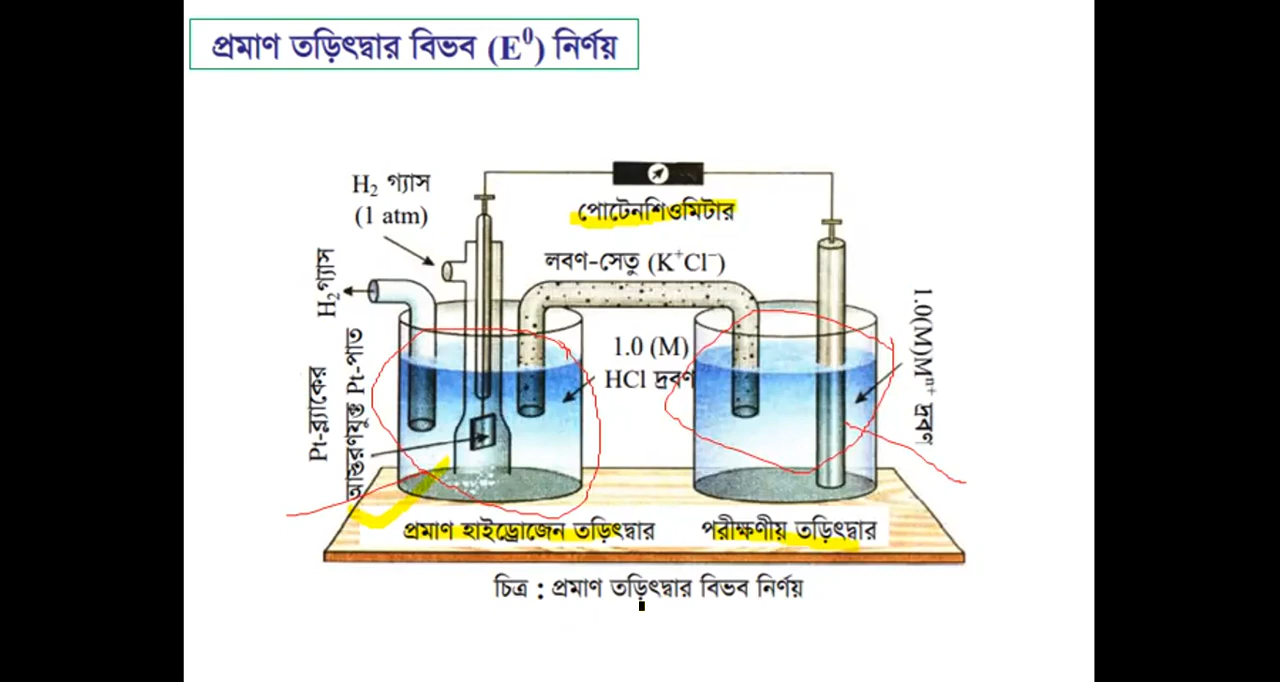 প্রমাণ তড়িৎদ্বার বিভব (E⁰) নির্ণয়
H₂ গ্যাস
(1 atm)
পোটেনশিওমিটার
লবণ-সেতু (K⁺Cl⁻)
H₂ গ্যাস
1.0 (M)
HCl দ্রবণ
1.0(M)Mⁿ⁺ দ্রবণ
Pt-ব্ল্যাকের
আস্তরণযুক্ত Pt-পাত
প্রমাণ হাইড্রোজেন তড়িৎদ্বার
পরীক্ষণীয় তড়িৎদ্বার
চিত্র : প্রমাণ তড়িৎদ্বার বিভব নির্ণয়